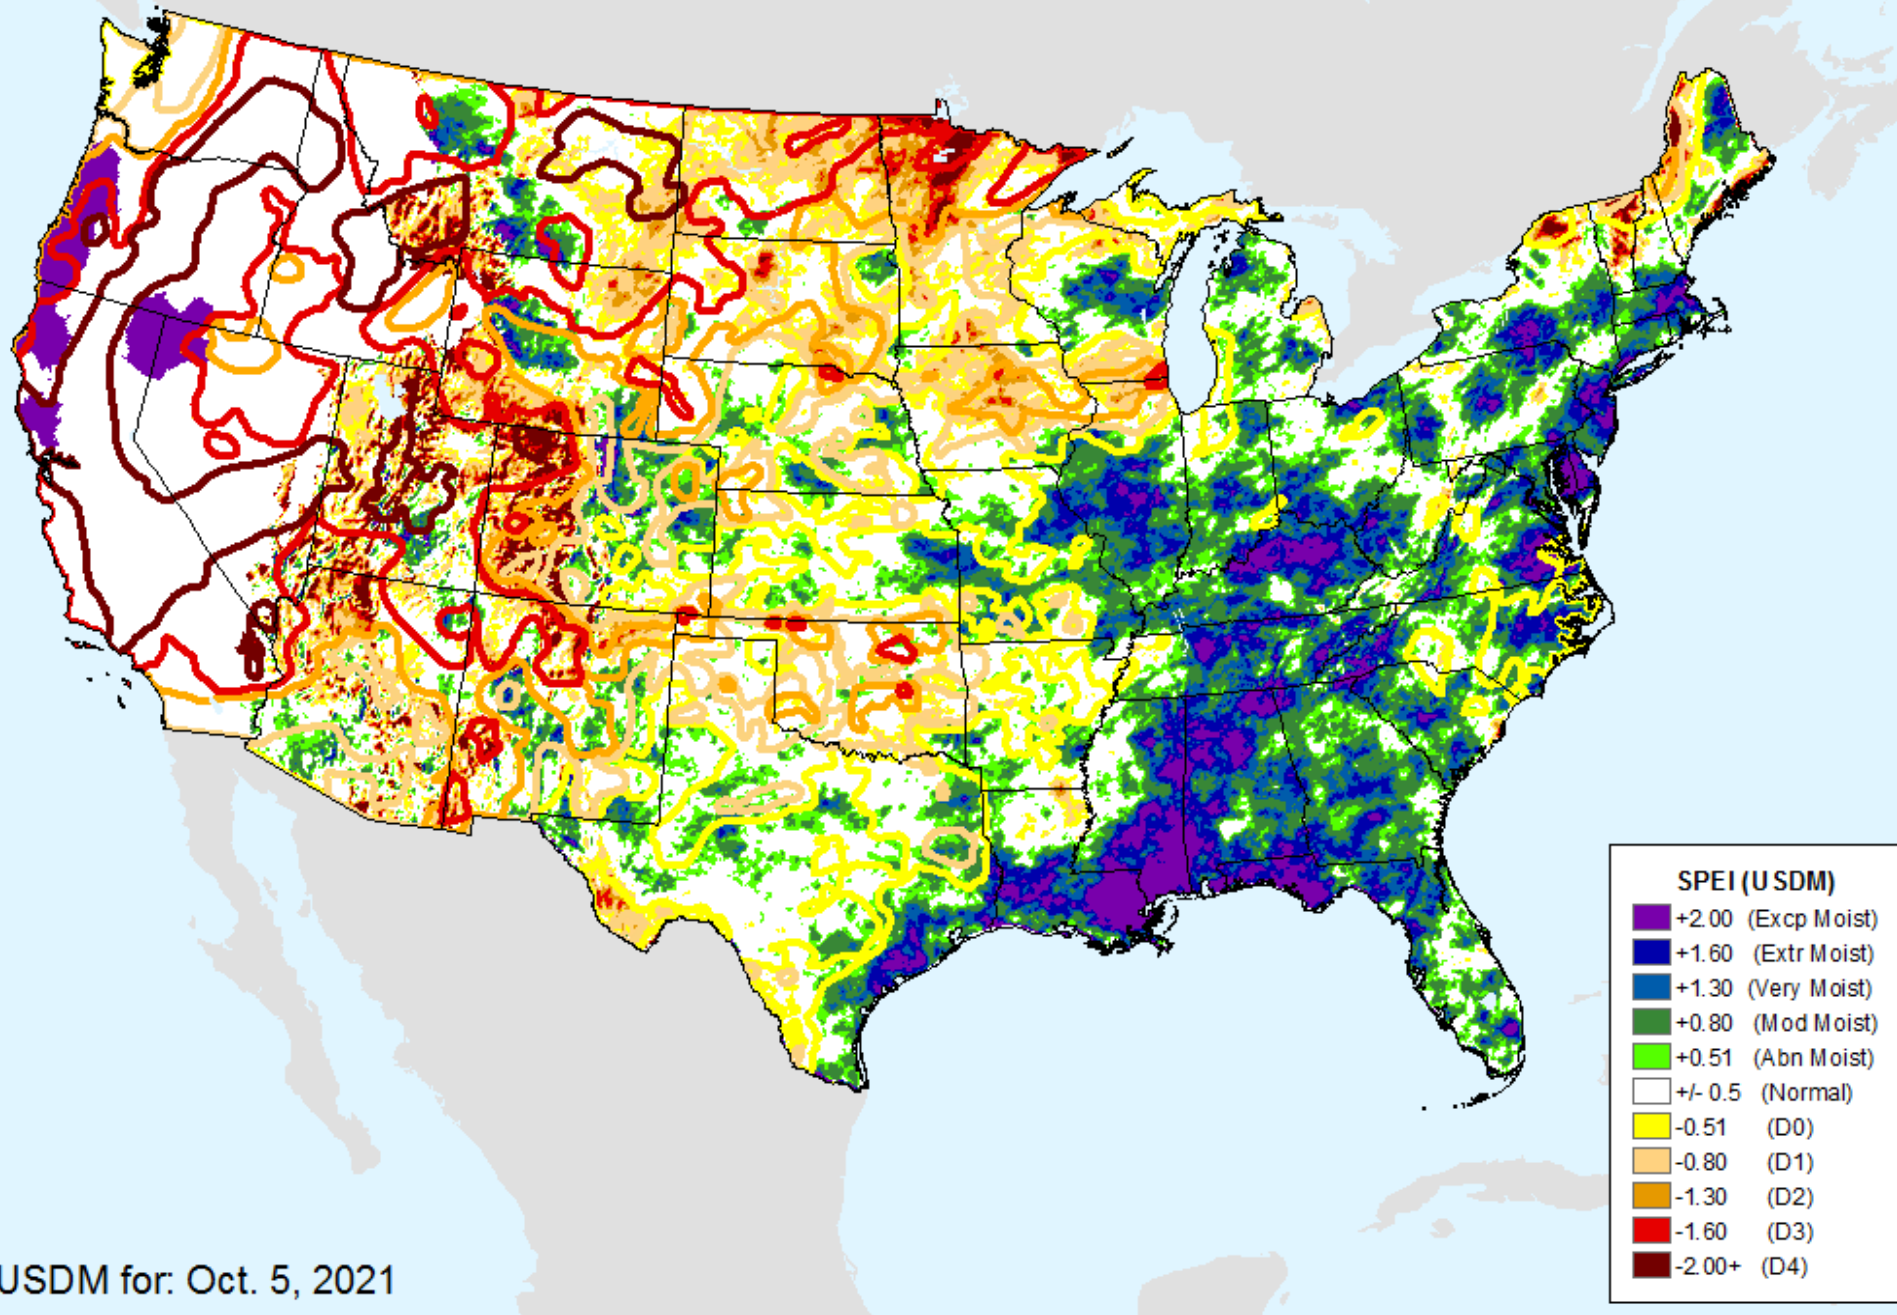 SPEI (USDM)
+2.00 (Excp Moist)
+1.60 (Extr Moist)
+1.30 (Very Moist)
+0.80 (Mod Moist)
+0.51 (Abn Moist)
+/- 0.5 (Normal)
-0.51 (D0)
-0.80 (D1)
-1.30 (D2)
-1.60 (D3)
-2.00+ (D4)
USDM for: Oct. 5, 2021